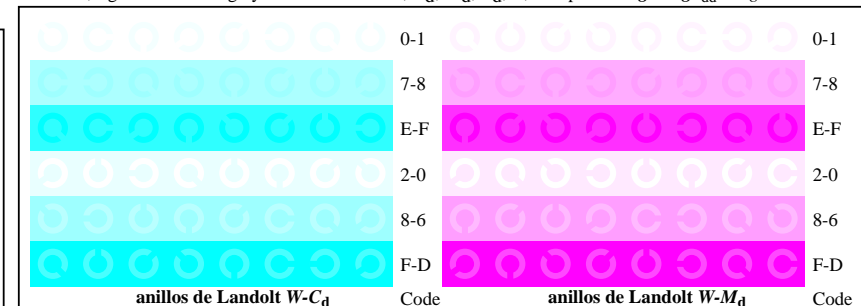 0-1 0-1
7-8 7-8
E-F E-F
2-0 2-0
8-6 8-6
F-D F-D
anillos de Landolt W-Cd Code anillos de Landolt W-Md Code